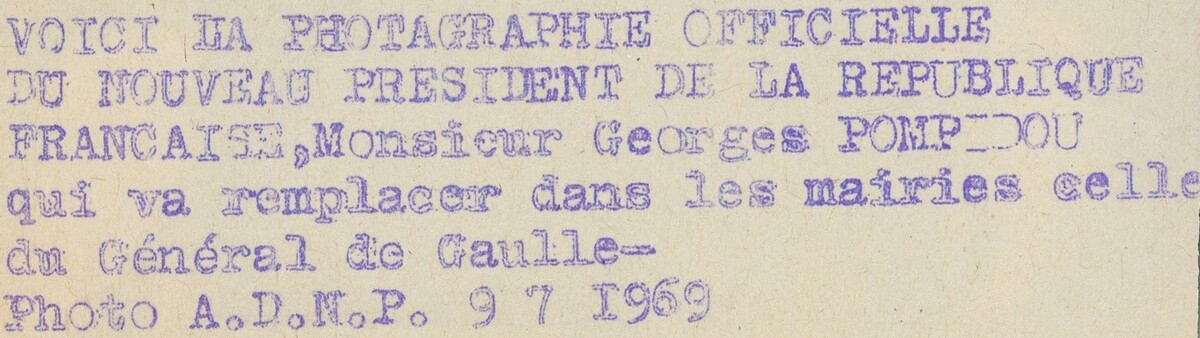 VOICI LA PHOTAGRAPHIE OFFICIELLE
DU NOUVEAU PRESIDENT DE LA REPUBLIQUE
FRANCAISE,Monsieur Georges POMPIDOU
qui va remplacer dans les mairies celle
du Général de Gaulle-
Photo A.D.N.P. 9 7 1969